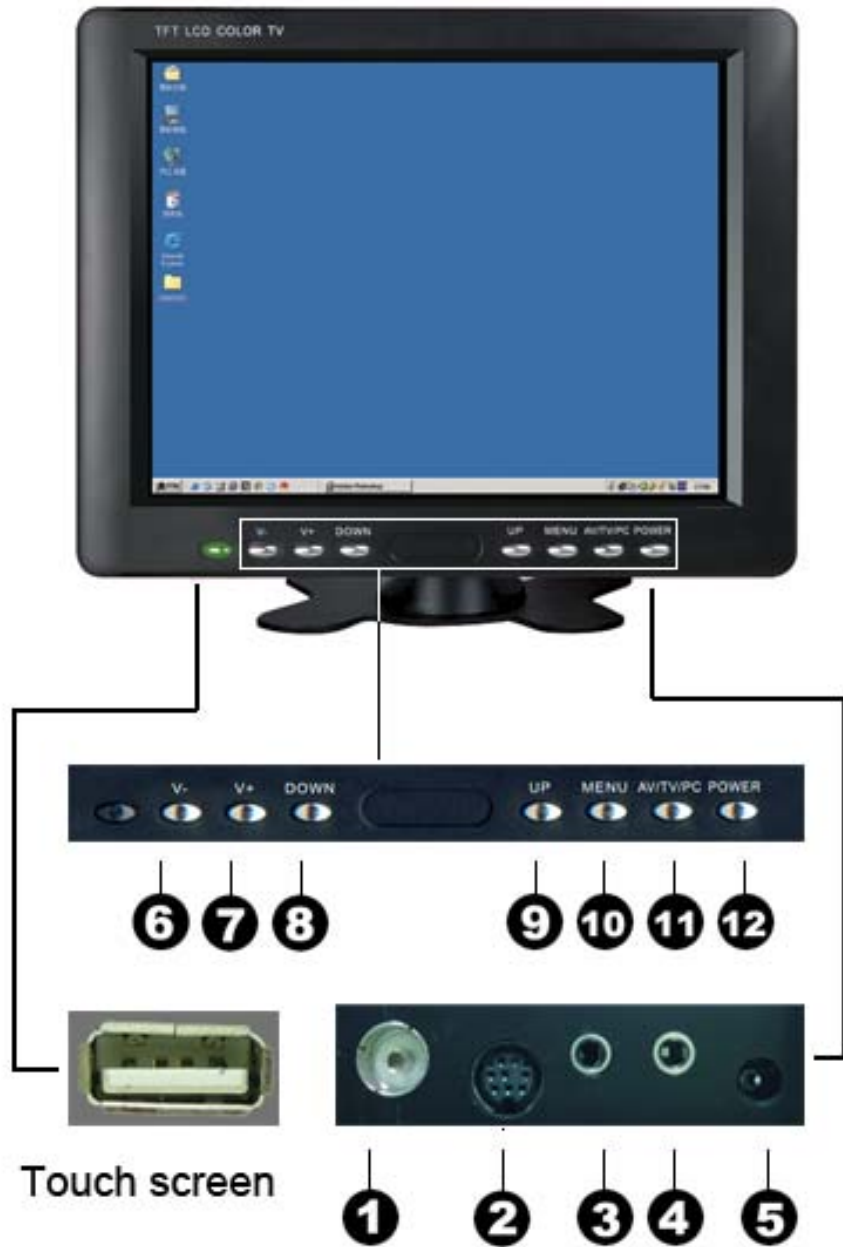 TFT LCD COLOR TV
V- V+ DOWN UP MENU AV/TV/PC POWER
V- V+ DOWN UP MENU AV/TV/PC POWER
6 7 8 9 10 11 12
Touch screen
1 2 3 4 5